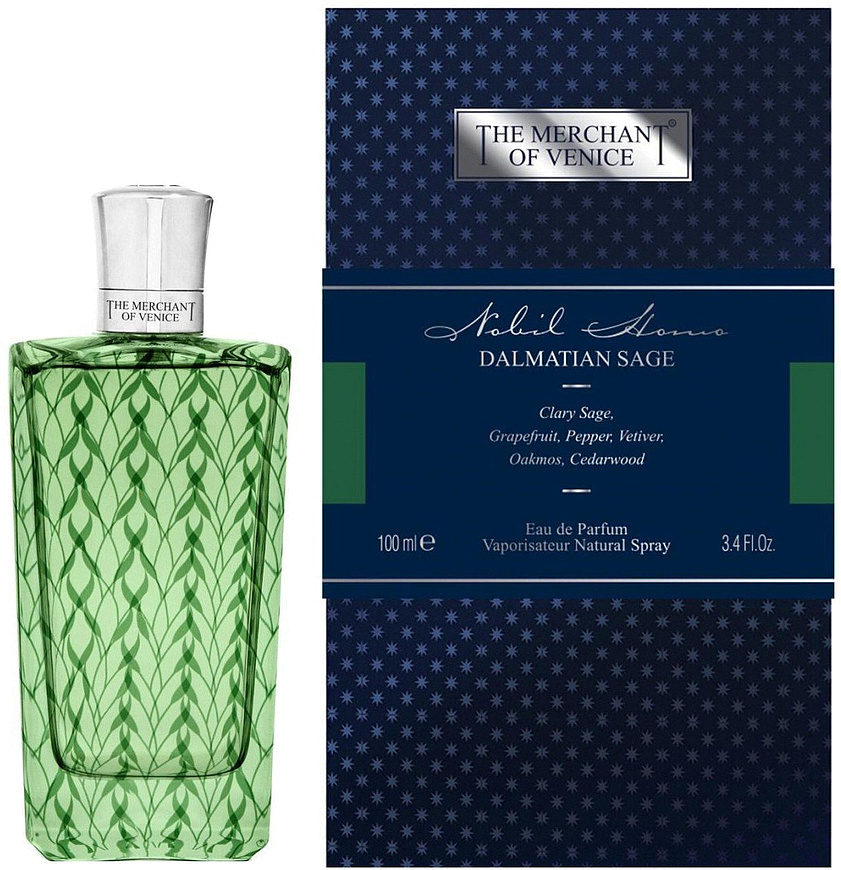 THE MERCHANT®
OF VENICE
Nobil Homo
DALMATIAN SAGE
Clary Sage,
Grapefruit, Pepper, Vetiver,
Oakmos, Cedarwood
100 ml ℮
Eau de Parfum
Vaporisateur Natural Spray
3.4 Fl.Oz.
THE MERCHANT
OF VENICE